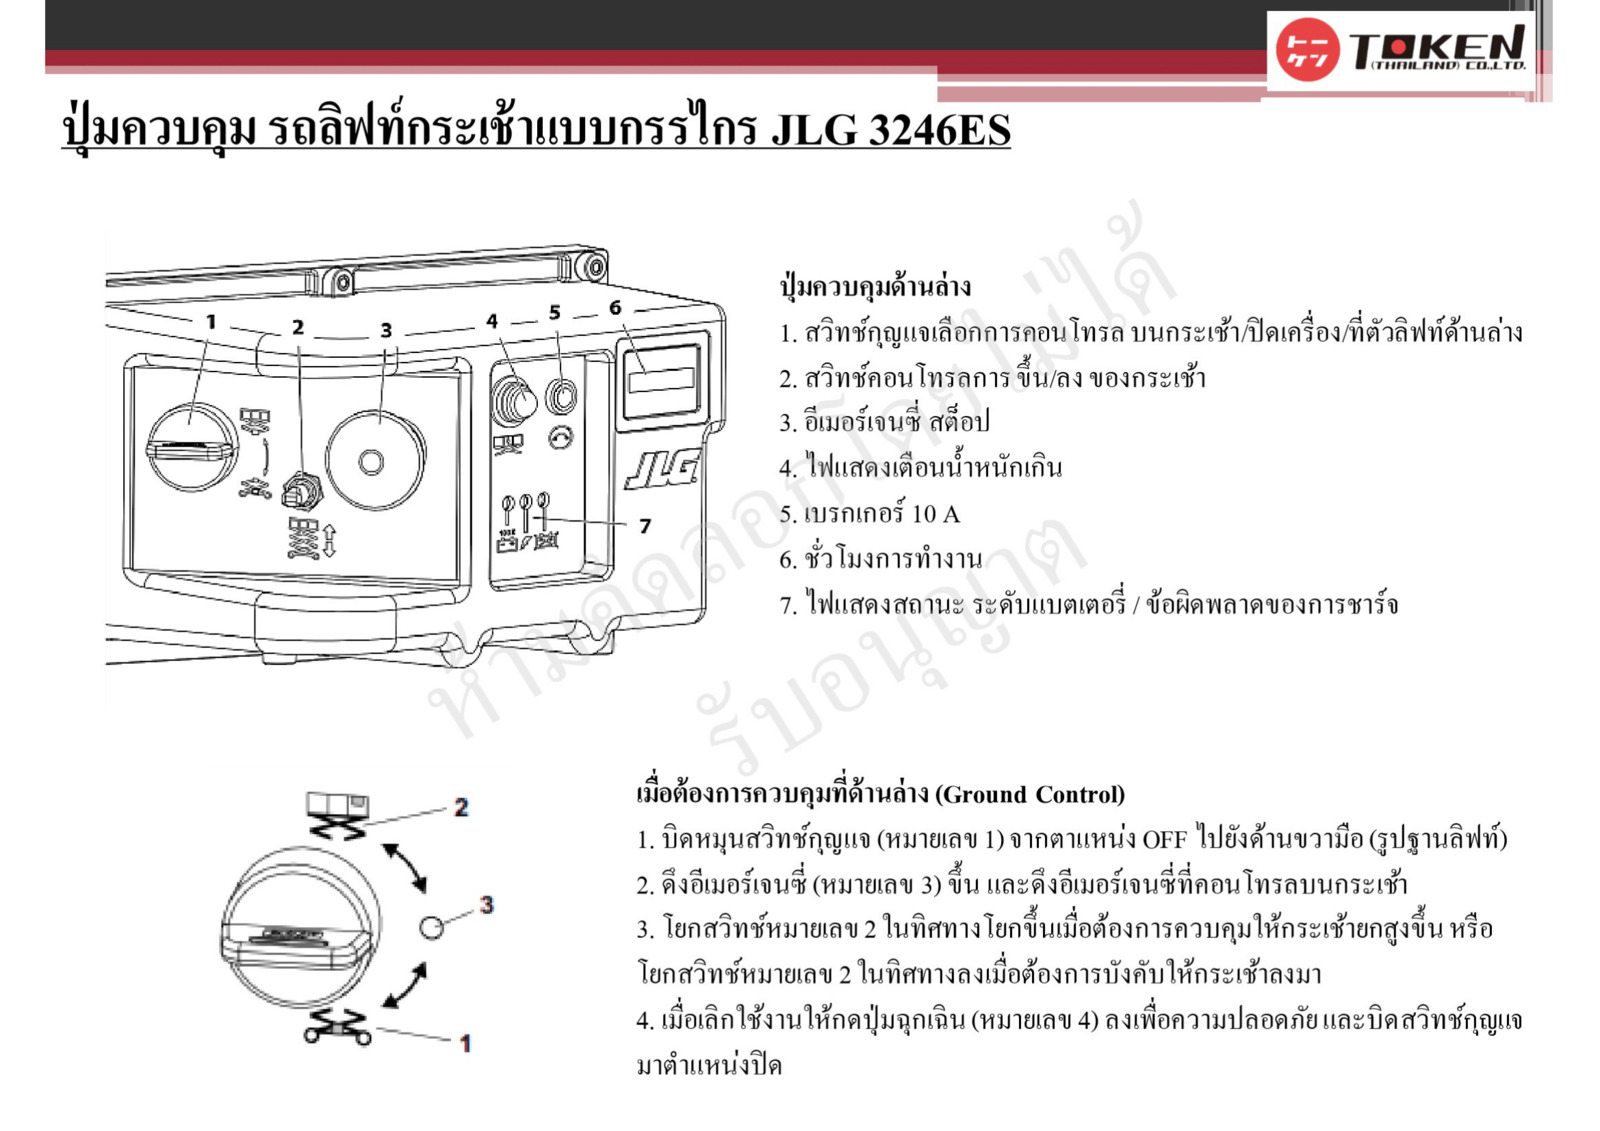 トーケン
TOKEN
(THAILAND) CO.,LTD.
ปุ่มควบคุม รถลิฟท์กระเช้าแบบกรรไกร JLG 3246ES
1
2
3
4
5
6
7
JLG
ปุ่มควบคุมด้านล่าง
1. สวิทช์กุญแจเลือกการคอนโทรล บนกระเช้า/ปิดเครื่อง/ที่ตัวลิฟท์ด้านล่าง
2. สวิทช์คอนโทรลการ ขึ้น/ลง ของกระเช้า
3. อีเมอร์เจนซี่ สต็อป
4. ไฟแสดงเตือนน้ำหนักเกิน
5. เบรกเกอร์ 10 A
6. ชั่วโมงการทำงาน
7. ไฟแสดงสถานะ ระดับแบตเตอรี่ / ข้อผิดพลาดของการชาร์จ
ห้ามคัดลอกโดยไม่ได้
รับอนุญาต
2
3
1
เมื่อต้องการควบคุมที่ด้านล่าง (Ground Control)
1. บิดหมุนสวิทช์กุญแจ (หมายเลข 1) จากตาแหน่ง OFF ไปยังด้านขวามือ (รูปฐานลิฟท์)
2. ดึงอีเมอร์เจนซี่ (หมายเลข 3) ขึ้น และดึงอีเมอร์เจนซี่ที่คอนโทรลบนกระเช้า
3. โยกสวิทช์หมายเลข 2 ในทิศทางโยกขึ้นเมื่อต้องการควบคุมให้กระเช้ายกสูงขึ้น หรือ
โยกสวิทช์หมายเลข 2 ในทิศทางลงเมื่อต้องการบังคับให้กระเช้าลงมา
4. เมื่อเลิกใช้งานให้กดปุ่มฉุกเฉิน (หมายเลข 4) ลงเพื่อความปลอดภัย และบิดสวิทช์กุญแจ
มาตำแหน่งปิด